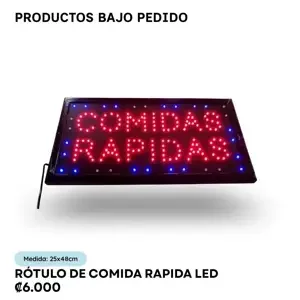 PRODUCTOS BAJO PEDIDO
COMIDAS
RAPIDAS
Medida: 25x48cm
RÓTULO DE COMIDA RAPIDA LED
₡6.000